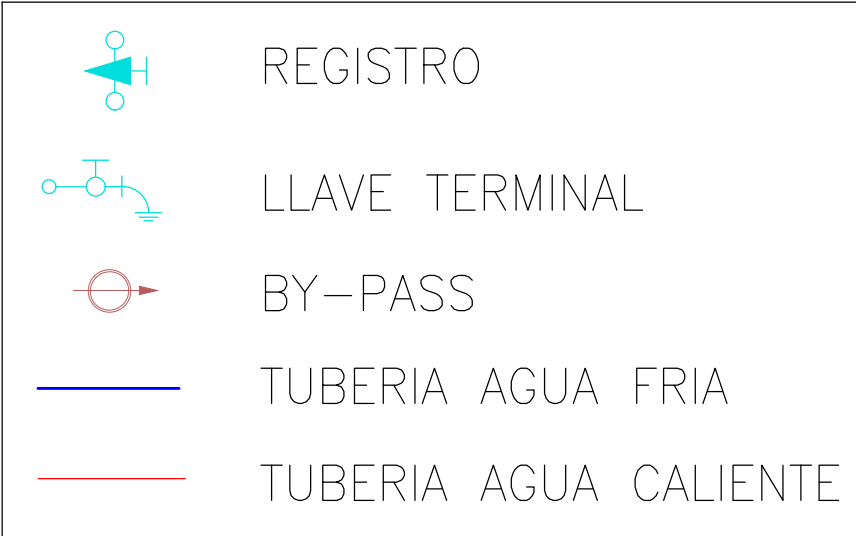 REGISTRO
LLAVE TERMINAL
BY-PASS
TUBERIA AGUA FRIA
TUBERIA AGUA CALIENTE